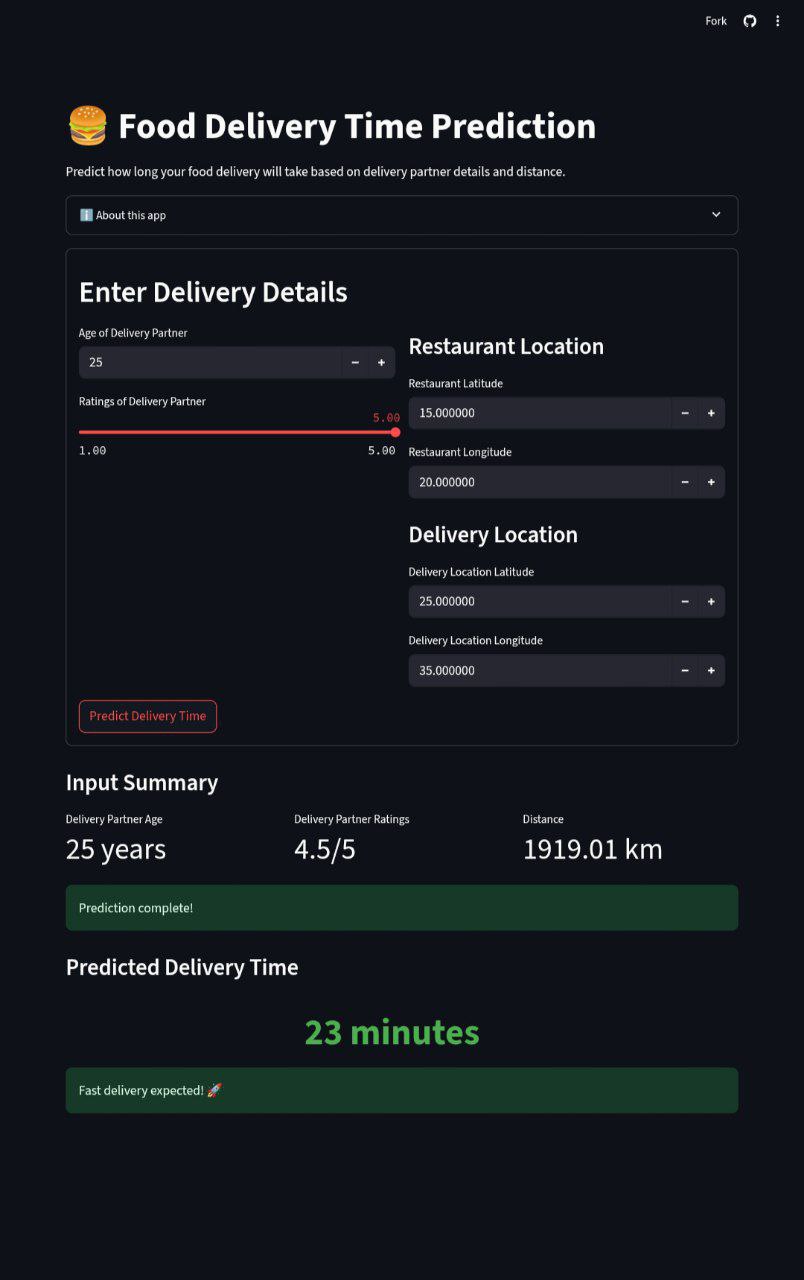 Fork
Food Delivery Time Prediction
Predict how long your food delivery will take based on delivery partner details and distance.
ℹ️ About this app
Enter Delivery Details
Age of Delivery Partner
25
Ratings of Delivery Partner
5.00
1.00 5.00
Restaurant Location
Restaurant Latitude
15.000000
Restaurant Longitude
20.000000
Delivery Location
Delivery Location Latitude
25.000000
Delivery Location Longitude
35.000000
Predict Delivery Time
Input Summary
Delivery Partner Age
25 years
Delivery Partner Ratings
4.5/5
Distance
1919.01 km
Prediction complete!
Predicted Delivery Time
23 minutes
Fast delivery expected! 🚀